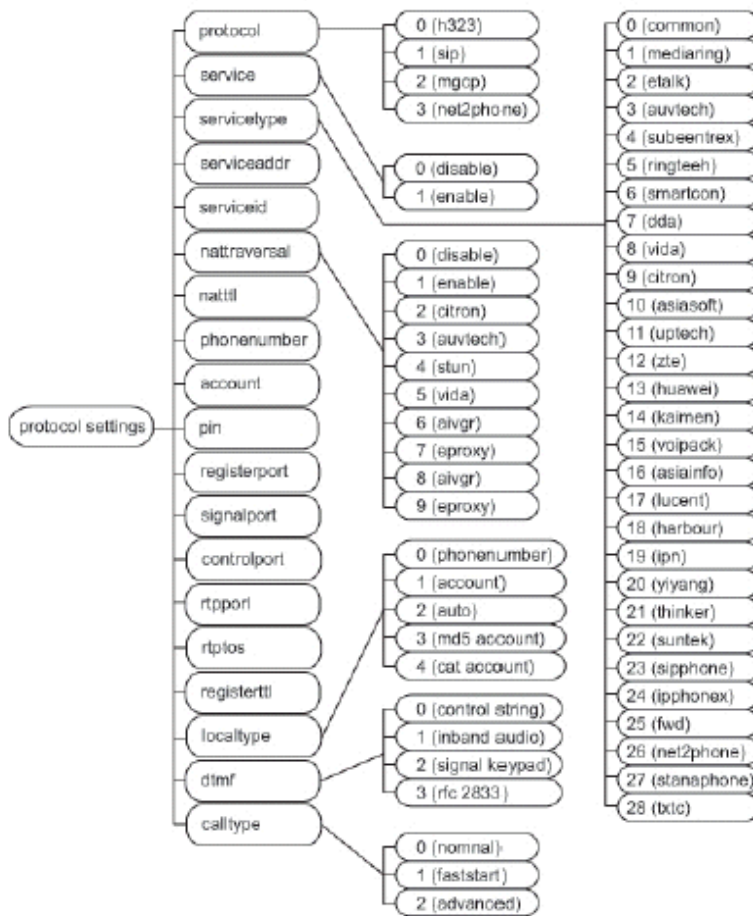 protocol settings
protocol
service
servicetype
serviceaddr
serviceid
nattraversal
natttl
phonenumber
account
pin
registerport
signalport
controlport
rtpporl
rtptos
registerttl
localtype
dtmf
calltype
0 (h323)
1 (sip)
2 (mgcp)
3 (net2phone)
0 (disable)
1 (enable)
0 (disable)
1 (enable)
2 (citron)
3 (auvtech)
4 (stun)
5 (vida)
6 (aivgr)
7 (eproxy)
8 (aivgr)
9 (eproxy)
0 (phonenumber)
1 (account)
2 (auto)
3 (md5 account)
4 (cat account)
0 (control string)
1 (inband audio)
2 (signal keypad)
3 (rfc 2833)
0 (nomnal)
1 (faststart)
2 (advanced)
0 (common)
1 (mediaring)
2 (etalk)
3 (auvtech)
4 (subeentrex)
5 (ringteeh)
6 (smartcon)
7 (dda)
8 (vida)
9 (citron)
10 (asiasoft)
11 (uptech)
12 (zte)
13 (huawei)
14 (kaimen)
15 (voipack)
16 (asiainfo)
17 (lucent)
18 (harbour)
19 (ipn)
20 (yiyang)
21 (thinker)
22 (suntek)
23 (sipphone)
24 (ipphonex)
25 (fwd)
26 (net2phone)
27 (stanaphone)
28 (txtc)